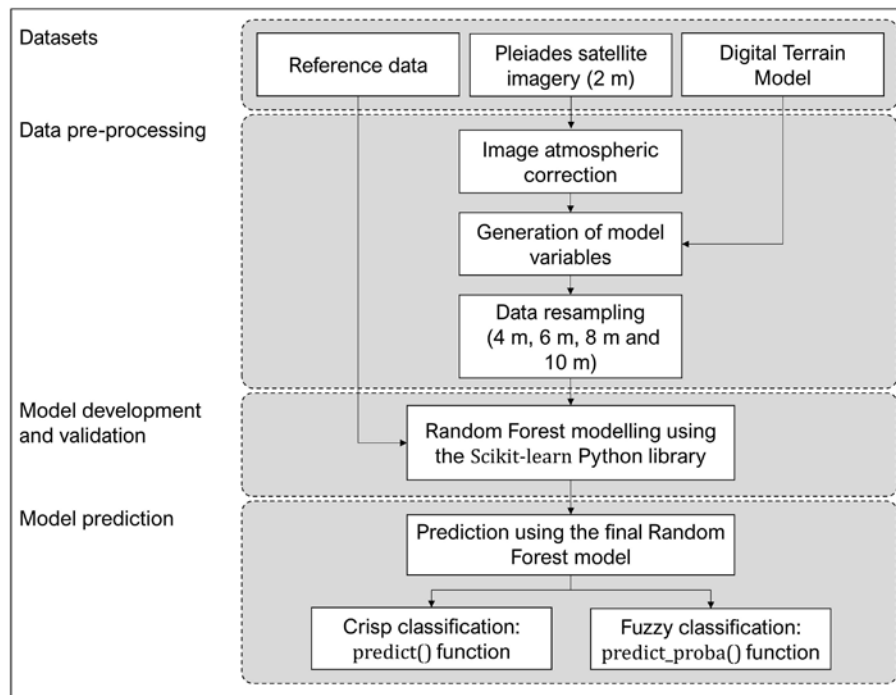 Datasets
Reference data
Pleiades satellite
imagery (2 m)
Digital Terrain
Model
Data pre-processing
Image atmospheric
correction
Generation of model
variables
Data resampling
(4 m, 6 m, 8 m and
10 m)
Model development
and validation
Random Forest modelling using
the Scikit-learn Python library
Model prediction
Prediction using the final Random
Forest model
Crisp classification:
predict() function
Fuzzy classification:
predict_proba() function